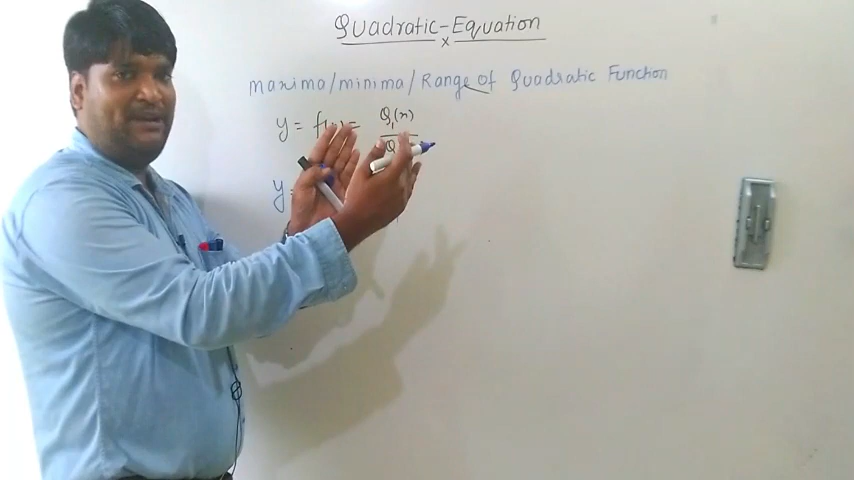 Quadratic-Equation
x
maxima/minima/Range of Quadratic Function
y = f(x) = Q₁(x)
Q
y =